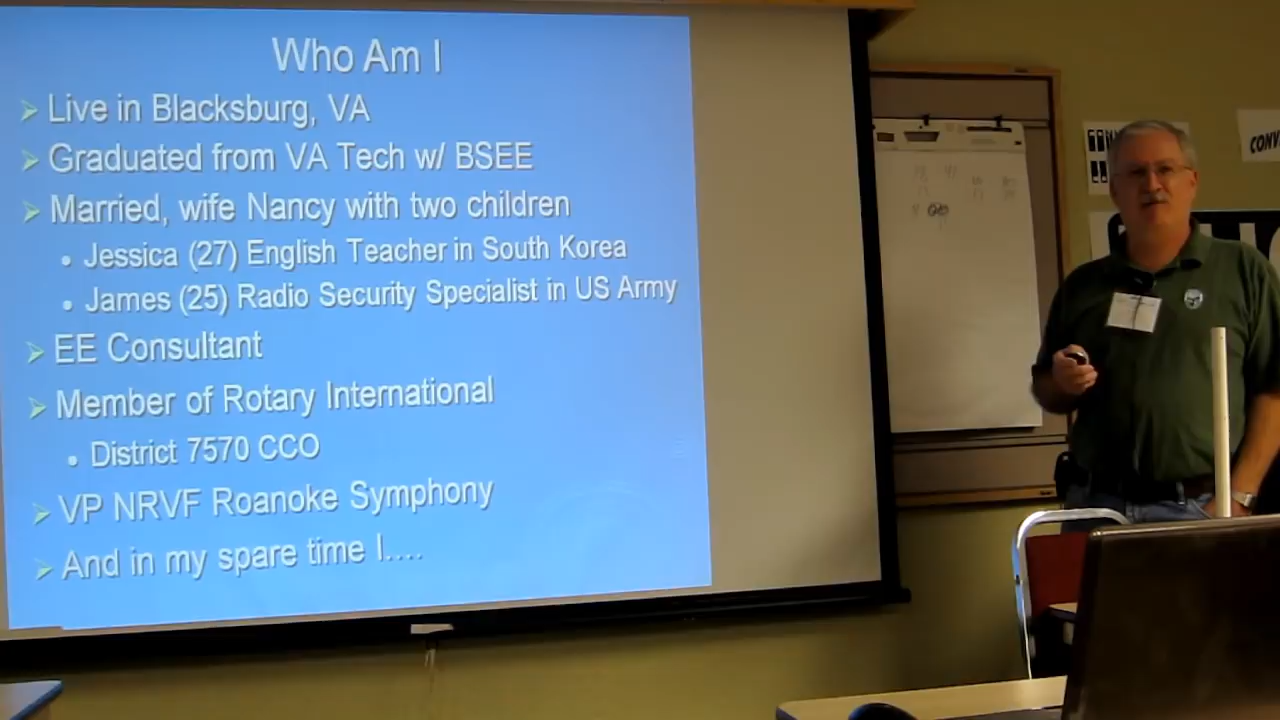 Who Am I
Live in Blacksburg, VA
Graduated from VA Tech w/ BSEE
Married, wife Nancy with two children
Jessica (27) English Teacher in South Korea
James (25) Radio Security Specialist in US Army
EE Consultant
Member of Rotary International
District 7570 CCO
VP NRVF Roanoke Symphony
And in my spare time I....
CONV